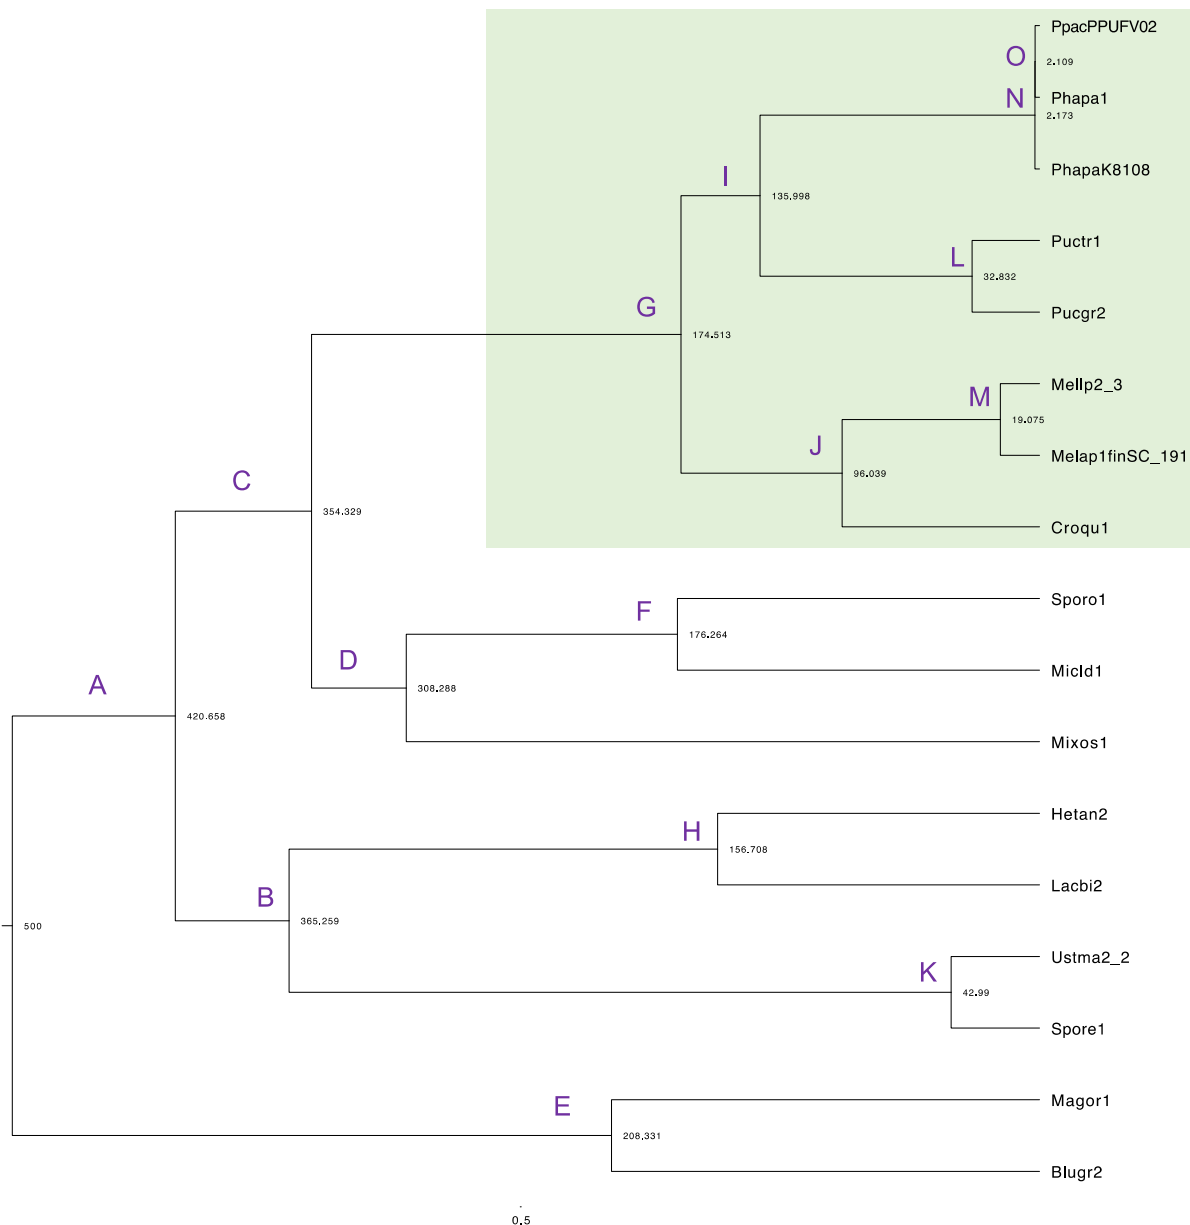 PpacPPUFV02
O
2.109
N
Phapa1
2.173
PhapaK8108
I
135.998
Puctr1
L
32.832
Pucgr2
G
174.513
Mellp2_3
M
19.075
J
Melap1finSC_191
96.039
Croqu1
C
354.329
Sporo1
F
176.264
D
Micld1
308.288
A
420.658
Mixos1
Hetan2
H
156.708
Lacbi2
B
365.259
500
Ustma2_2
K
42.99
Spore1
Magor1
E
208.331
Blugr2
0.5